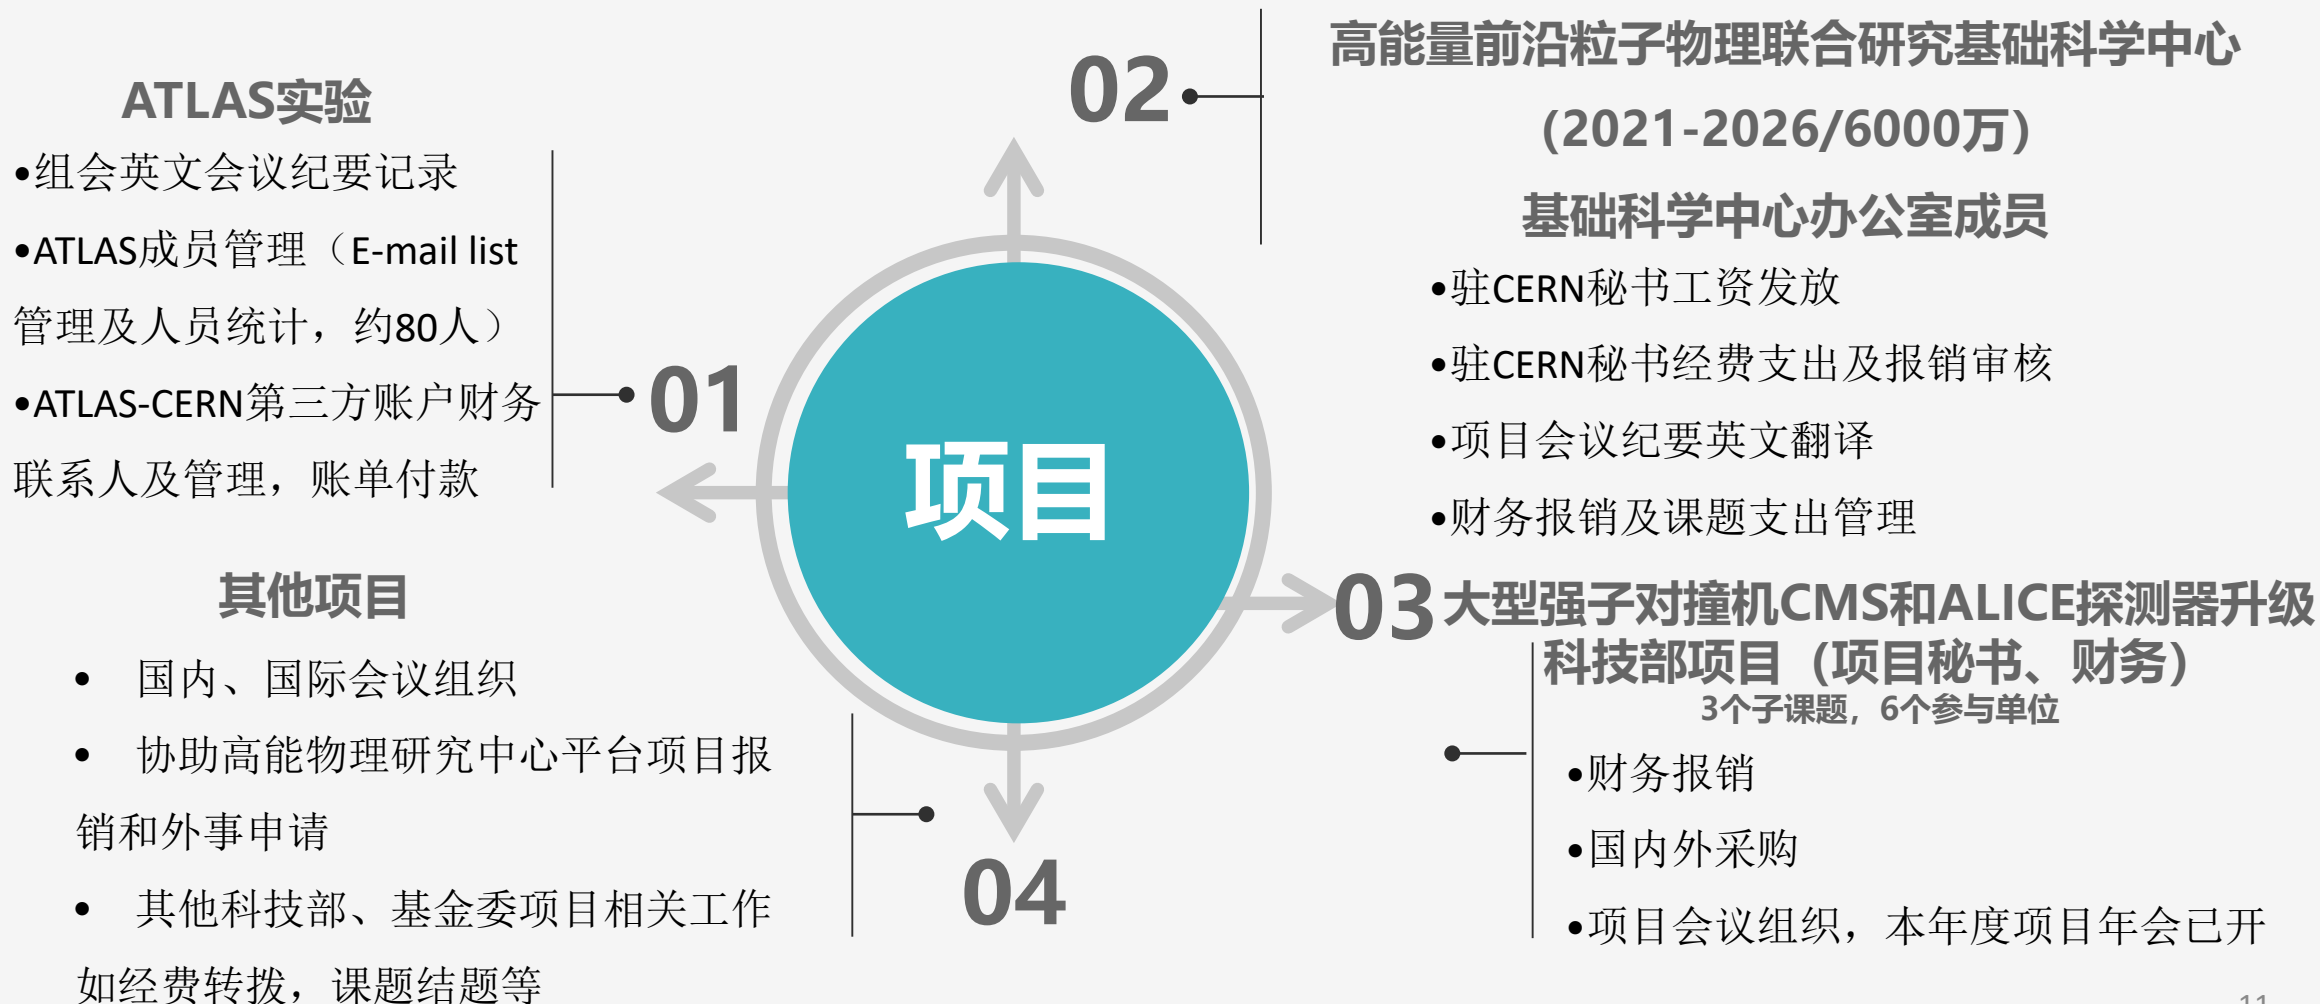 ATLAS实验
•组会英文会议纪要记录
•ATLAS成员管理（E-mail list
管理及人员统计，约80人）
•ATLAS-CERN第三方账户财务
联系人及管理，账单付款
01
02
高能量前沿粒子物理联合研究基础科学中心
(2021-2026/6000万)
基础科学中心办公室成员
•驻CERN秘书工资发放
•驻CERN秘书经费支出及报销审核
•项目会议纪要英文翻译
•财务报销及课题支出管理
项目
03
大型强子对撞机CMS和ALICE探测器升级
科技部项目（项目秘书、财务）
3个子课题，6个参与单位
•财务报销
•国内外采购
•项目会议组织，本年度项目年会已开
其他项目
• 国内、国际会议组织
• 协助高能物理研究中心平台项目报
销和外事申请
• 其他科技部、基金委项目相关工作
如经费转拨，课题结题等
04
11